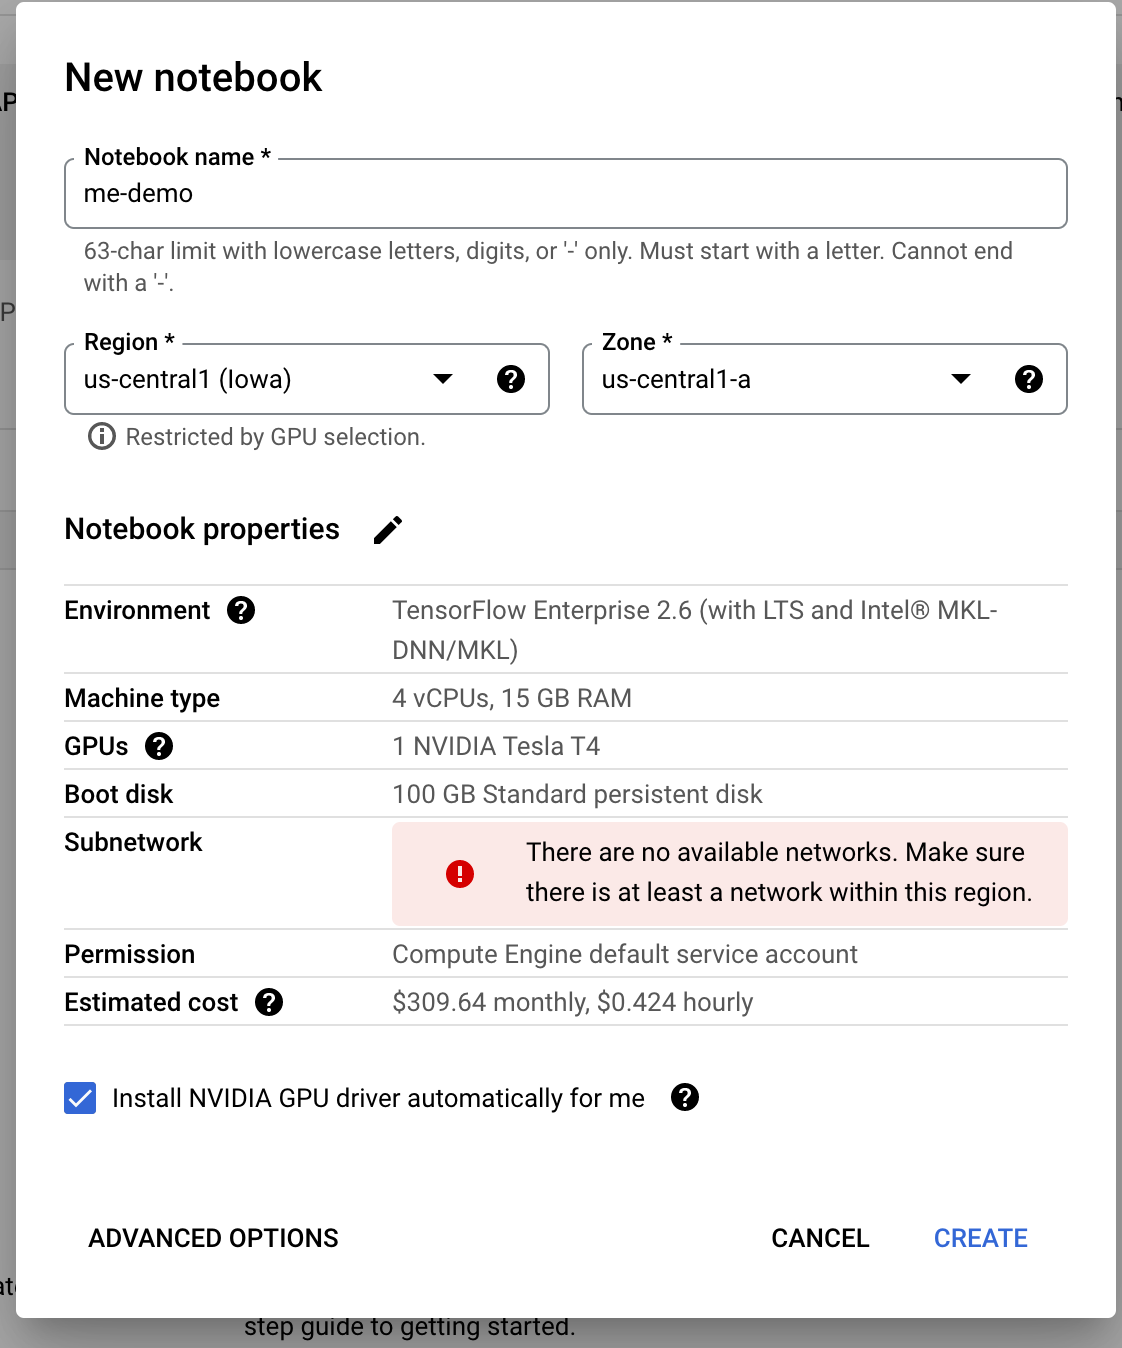 New notebook
Notebook name *
me-demo
63-char limit with lowercase letters, digits, or '-' only. Must start with a letter. Cannot end
with a '-'.
Region *
us-central1 (Iowa)
Zone *
us-central1-a
Restricted by GPU selection.
Notebook properties
Environment
TensorFlow Enterprise 2.6 (with LTS and Intel® MKL-
DNN/MKL)
Machine type
4 vCPUs, 15 GB RAM
GPUs
1 NVIDIA Tesla T4
Boot disk
100 GB Standard persistent disk
Subnetwork
There are no available networks. Make sure
there is at least a network within this region.
Permission
Compute Engine default service account
Estimated cost
$309.64 monthly, $0.424 hourly
Install NVIDIA GPU driver automatically for me
ADVANCED OPTIONS
CANCEL
CREATE
step guide to getting started.